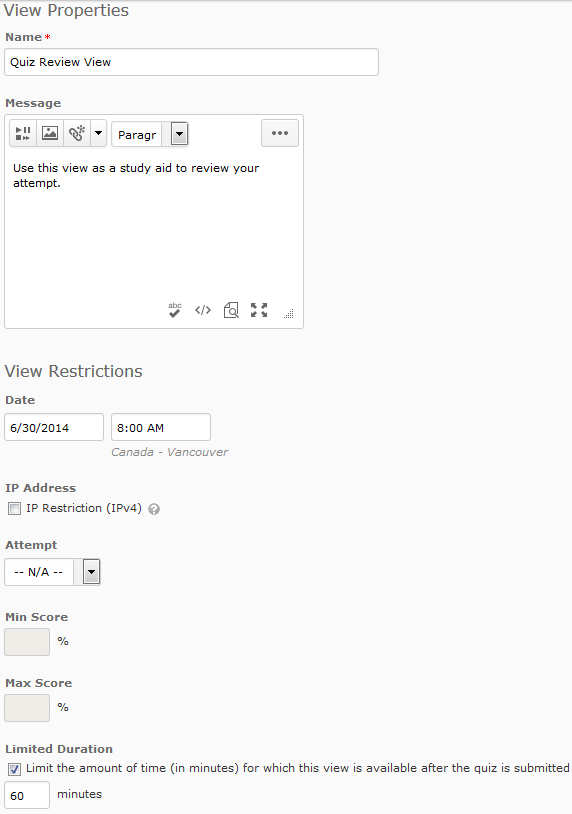 View Properties
Name*
Quiz Review View
Message
Paragr
Use this view as a study aid to review your
attempt.
abc
View Restrictions
Date
6/30/2014 8:00 AM
Canada - Vancouver
IP Address
IP Restriction (IPv4) ?
Attempt
-- N/A --
Min Score
%
Max Score
%
Limited Duration
Limit the amount of time (in minutes) for which this view is available after the quiz is submitted
60 minutes